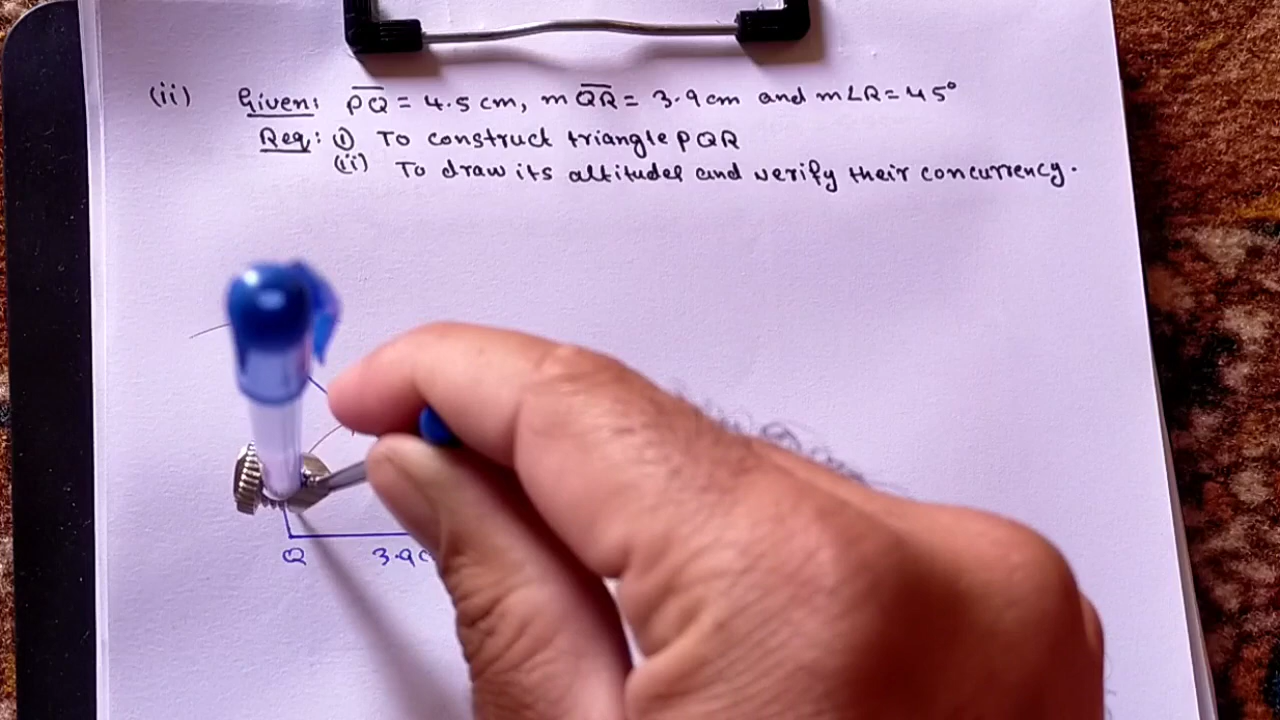 (ii) Given: PQ = 4.5 cm, m QR = 3.9 cm and m∠R = 45°
Req: (i) To construct triangle PQR
(ii) To draw its altitudes and verify their concurrency.
Q 3.9c